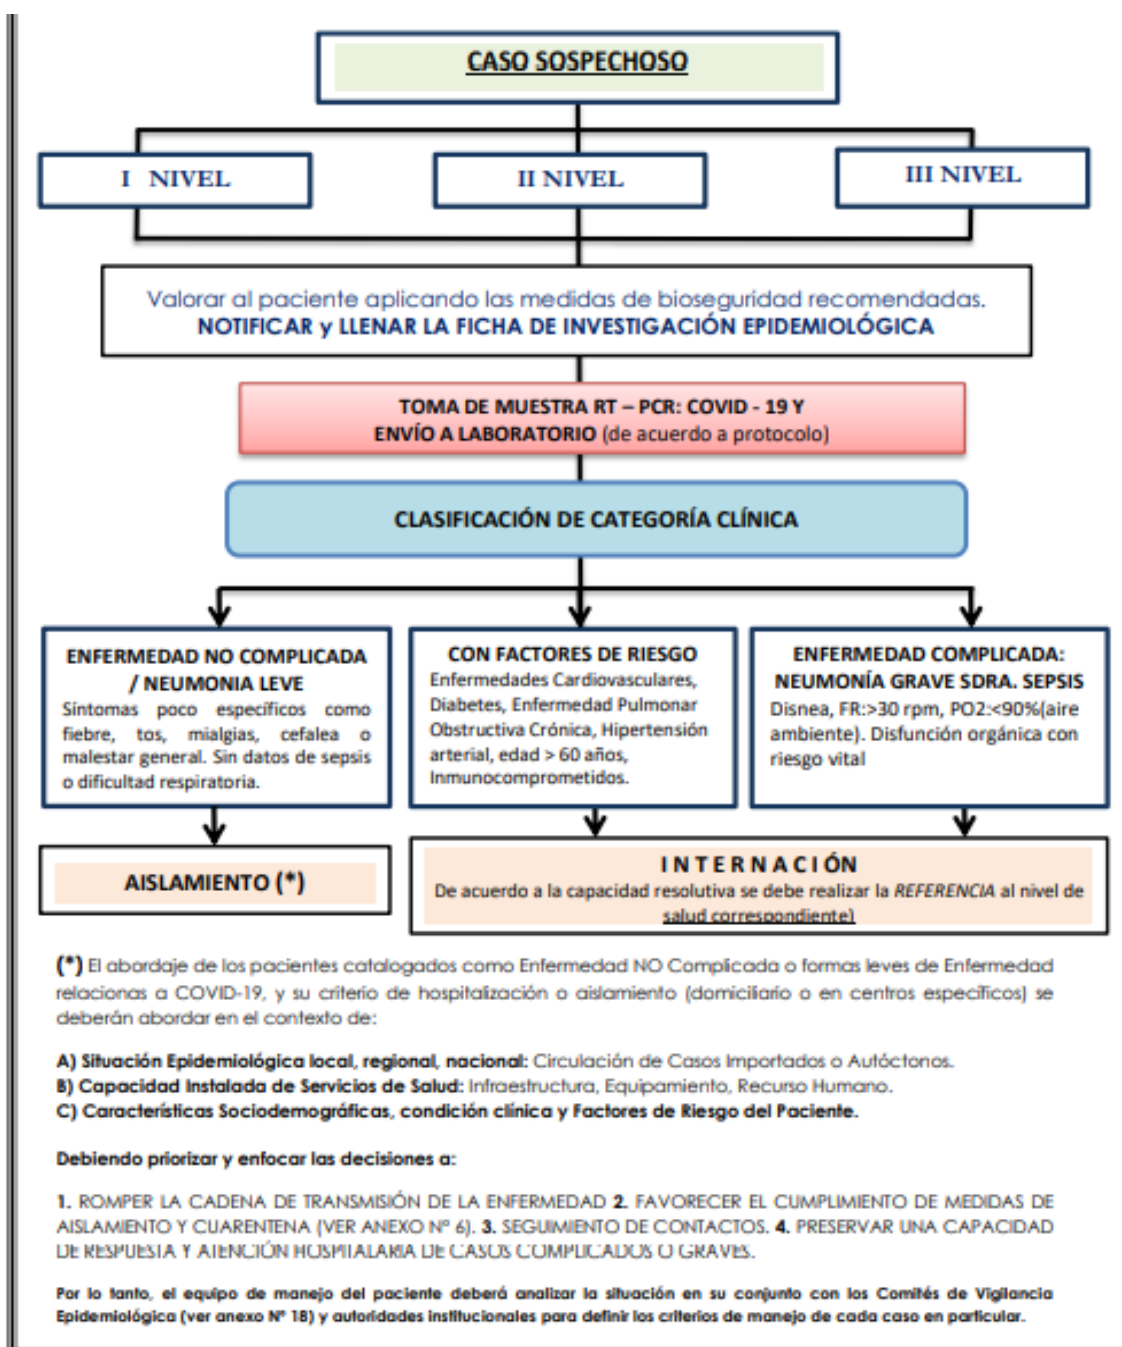 CASO SOSPECHOSO
I NIVEL
II NIVEL
III NIVEL
Valorar al paciente aplicando las medidas de bioseguridad recomendadas.
NOTIFICAR y LLENAR LA FICHA DE INVESTIGACIÓN EPIDEMIOLÓGICA
TOMA DE MUESTRA RT – PCR: COVID - 19 Y
ENVÍO A LABORATORIO (de acuerdo a protocolo)
CLASIFICACIÓN DE CATEGORÍA CLÍNICA
ENFERMEDAD NO COMPLICADA
/ NEUMONIA LEVE
Síntomas poco específicos como
fiebre, tos, mialgias, cefalea o
malestar general. Sin datos de sepsis
o dificultad respiratoria.
CON FACTORES DE RIESGO
Enfermedades Cardiovasculares,
Diabetes, Enfermedad Pulmonar
Obstructiva Crónica, Hipertensión
arterial, edad > 60 años,
Inmunocomprometidos.
ENFERMEDAD COMPLICADA:
NEUMONÍA GRAVE SDRA. SEPSIS
Disnea, FR:>30 rpm, PO2:<90%(aire
ambiente). Disfunción orgánica con
riesgo vital
AISLAMIENTO (*)
I N T E R N A C I Ó N
De acuerdo a la capacidad resolutiva se debe realizar la REFERENCIA al nivel de
salud correspondiente)
(*) El abordaje de los pacientes catalogados como Enfermedad NO Complicada o formas leves de Enfermedad
relacionas a COVID-19, y su criterio de hospitalización o aislamiento (domiciliario o en centros específicos) se
deberán abordar en el contexto de:
A) Situación Epidemiológica local, regional, nacional: Circulación de Casos Importados o Autóctonos.
B) Capacidad Instalada de Servicios de Salud: Infraestructura, Equipamiento, Recurso Humano.
C) Características Sociodemográficas, condición clínica y Factores de Riesgo del Paciente.
Debiendo priorizar y enfocar las decisiones a:
1. ROMPER LA CADENA DE TRANSMISIÓN DE LA ENFERMEDAD 2. FAVORECER EL CUMPLIMIENTO DE MEDIDAS DE
AISLAMIENTO Y CUARENTENA (VER ANEXO Nº 6). 3. SEGUIMIENTO DE CONTACTOS. 4. PRESERVAR UNA CAPACIDAD
DE RESPUESTA Y ATENCIÓN HOSPITALARIA DE CASOS COMPLICADOS O GRAVES.
Por lo tanto, el equipo de manejo del paciente deberá analizar la situación en su conjunto con los Comités de Vigilancia
Epidemiológica (ver anexo Nº 18) y autoridades institucionales para definir los criterios de manejo de cada caso en particular.